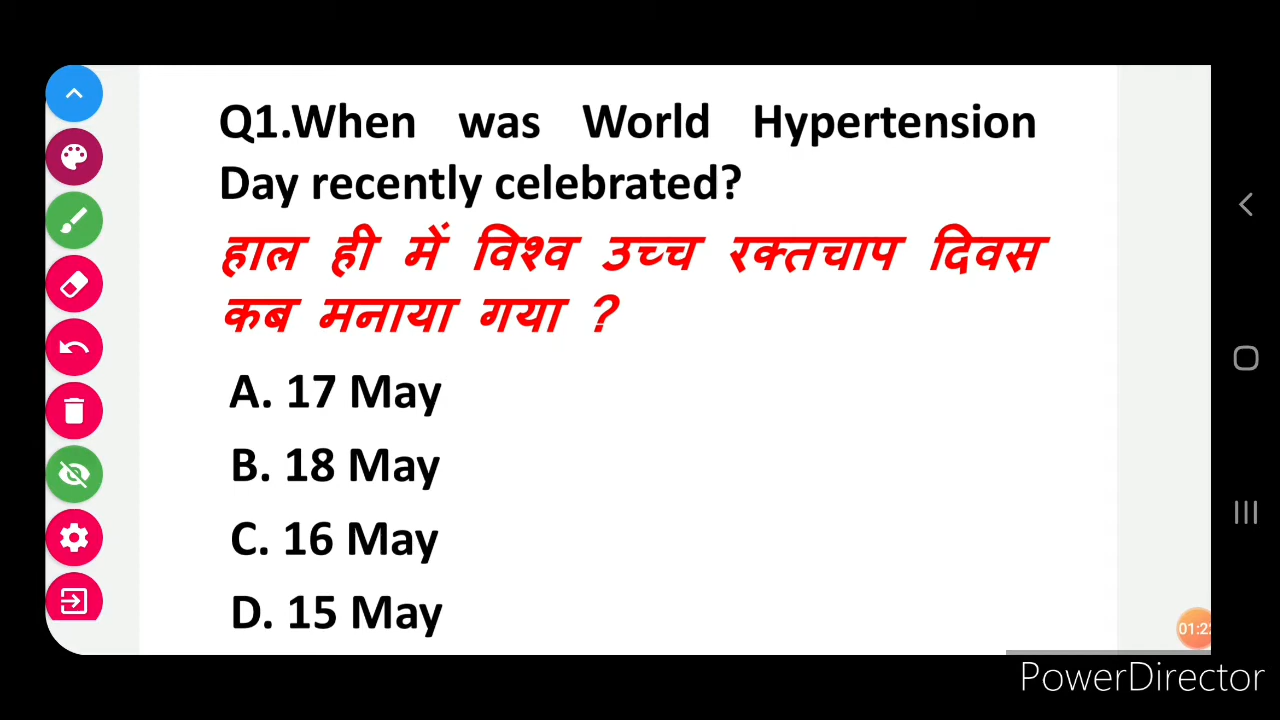 Q1.When was World Hypertension
Day recently celebrated?
हाल ही में विश्व उच्च रक्तचाप दिवस
कब मनाया गया ?
A. 17 May
B. 18 May
C. 16 May
D. 15 May
PowerDirector